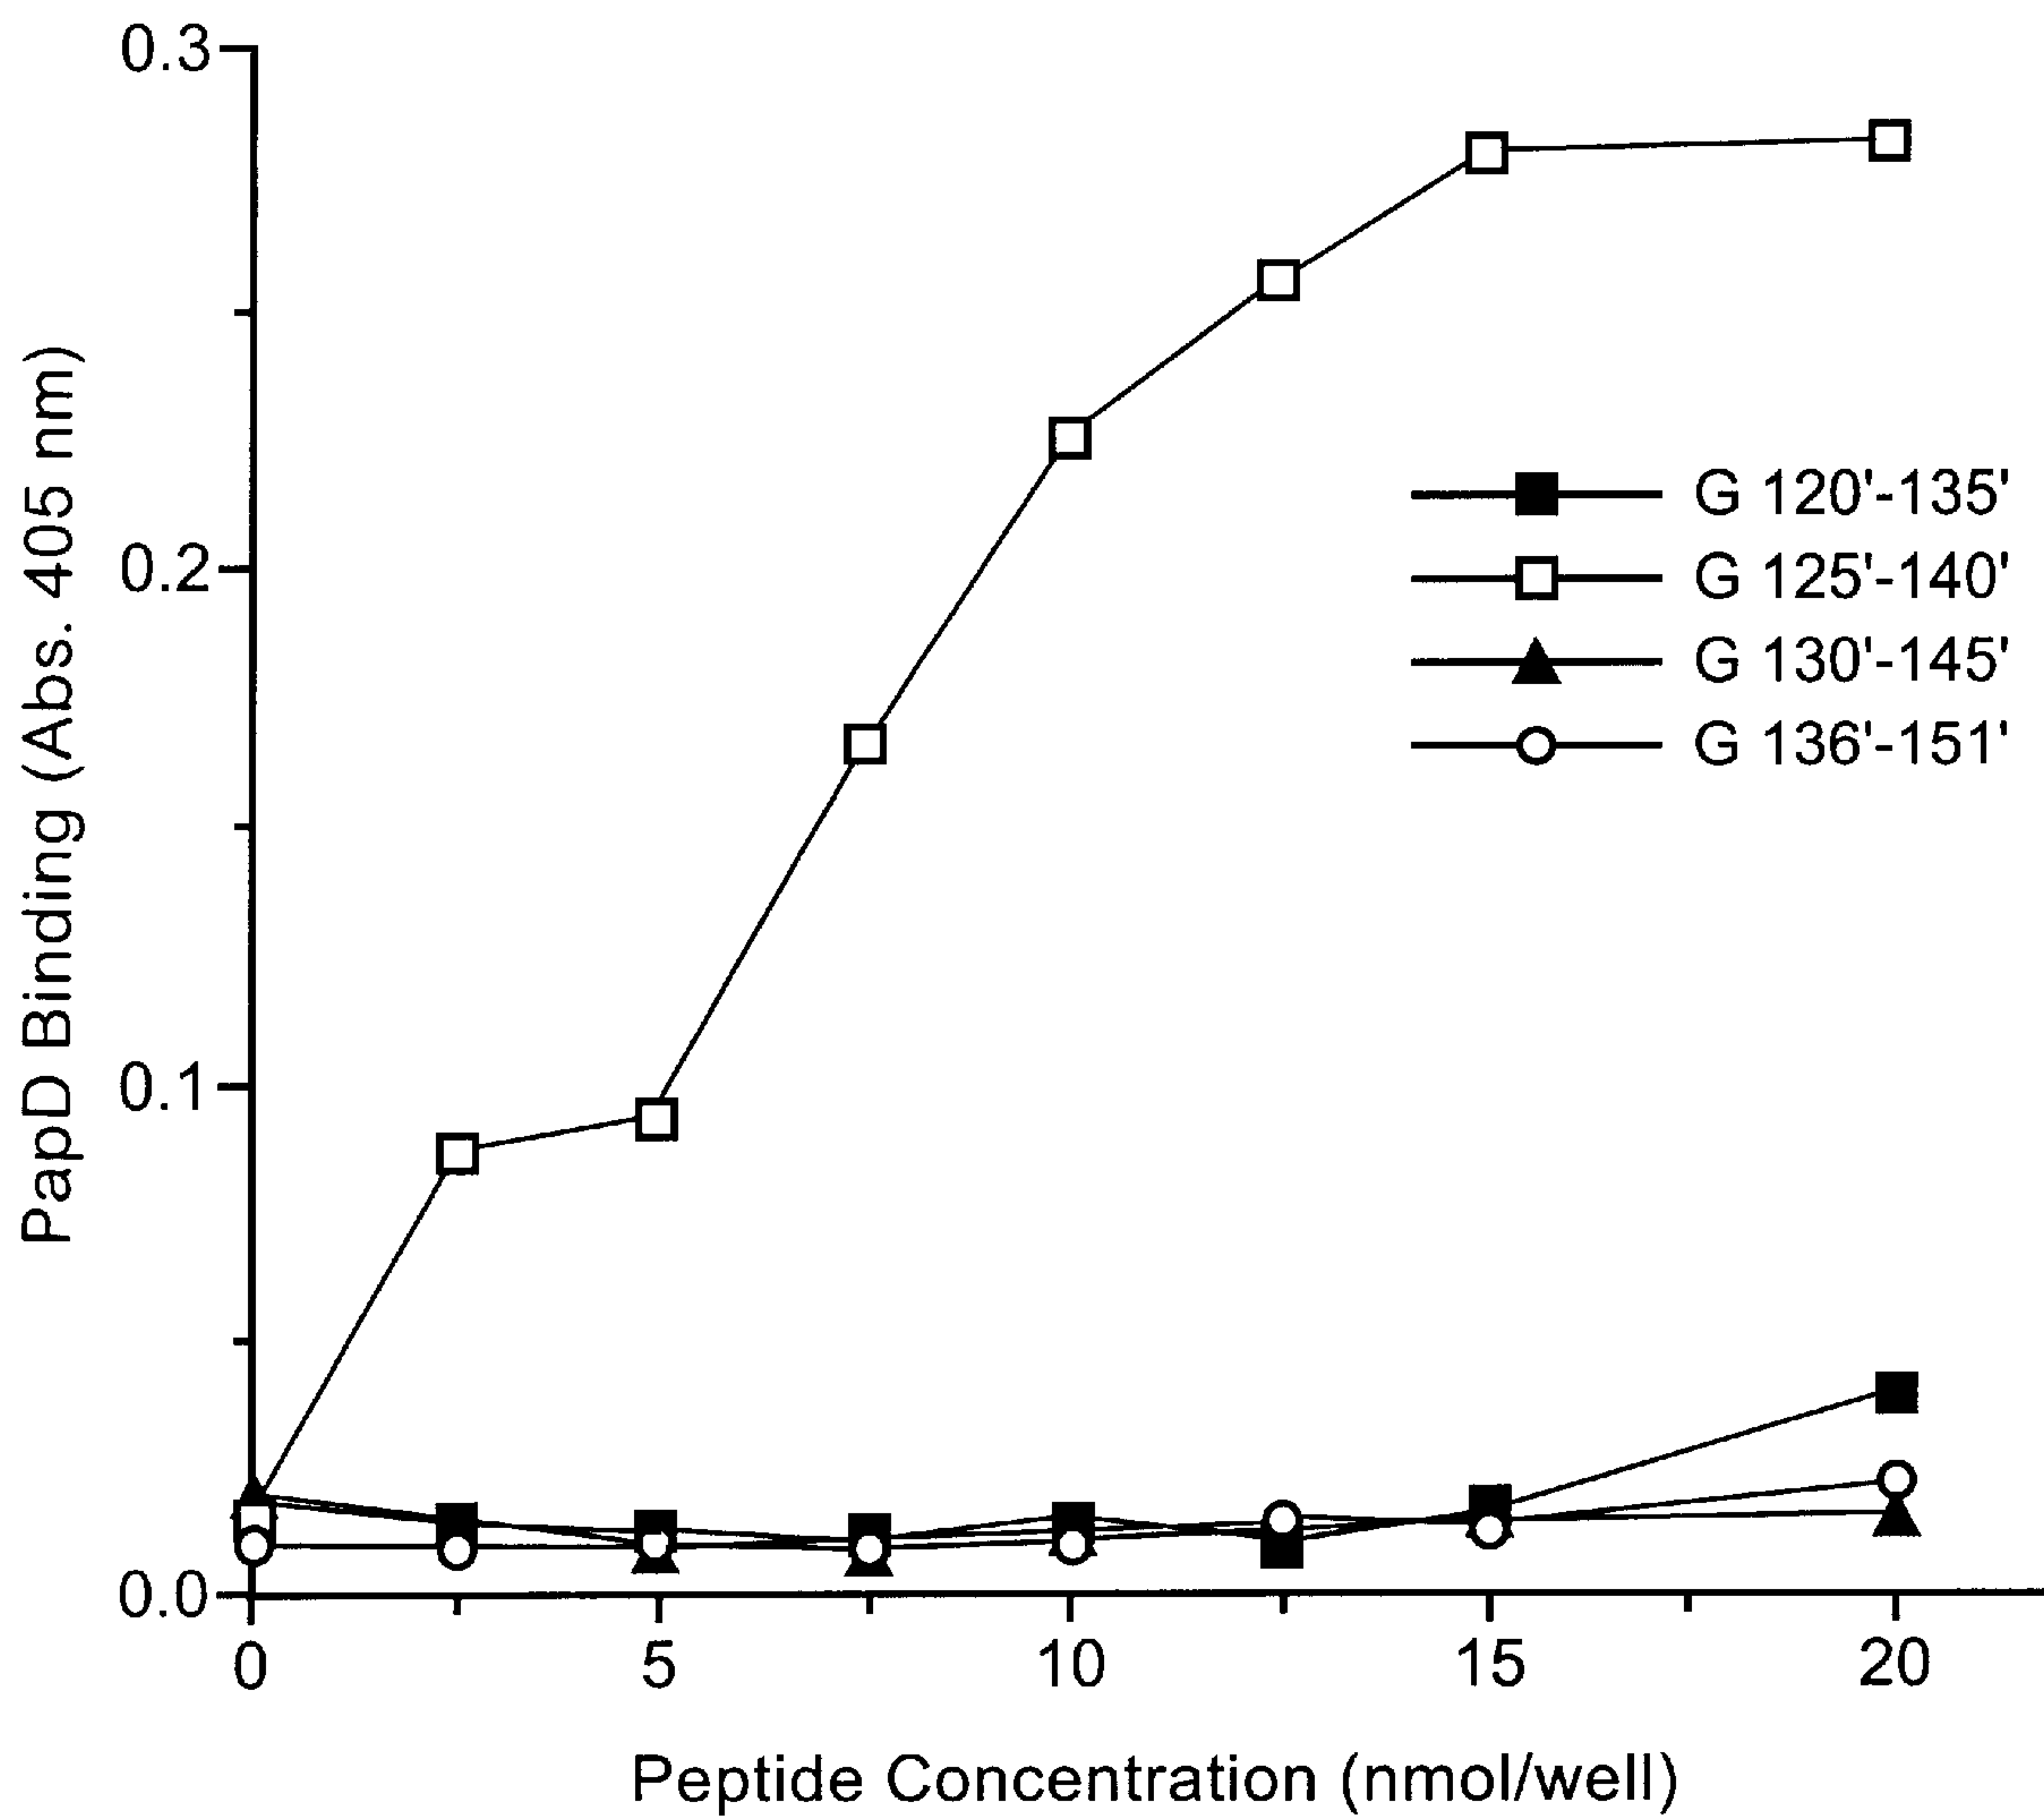 0.3
0.2
0.1
0.0
PapD Binding (Abs. 405 nm)
G 120'-135'
G 125'-140'
G 130'-145'
G 136'-151'
0 5 10 15 20
Peptide Concentration (nmol/well)